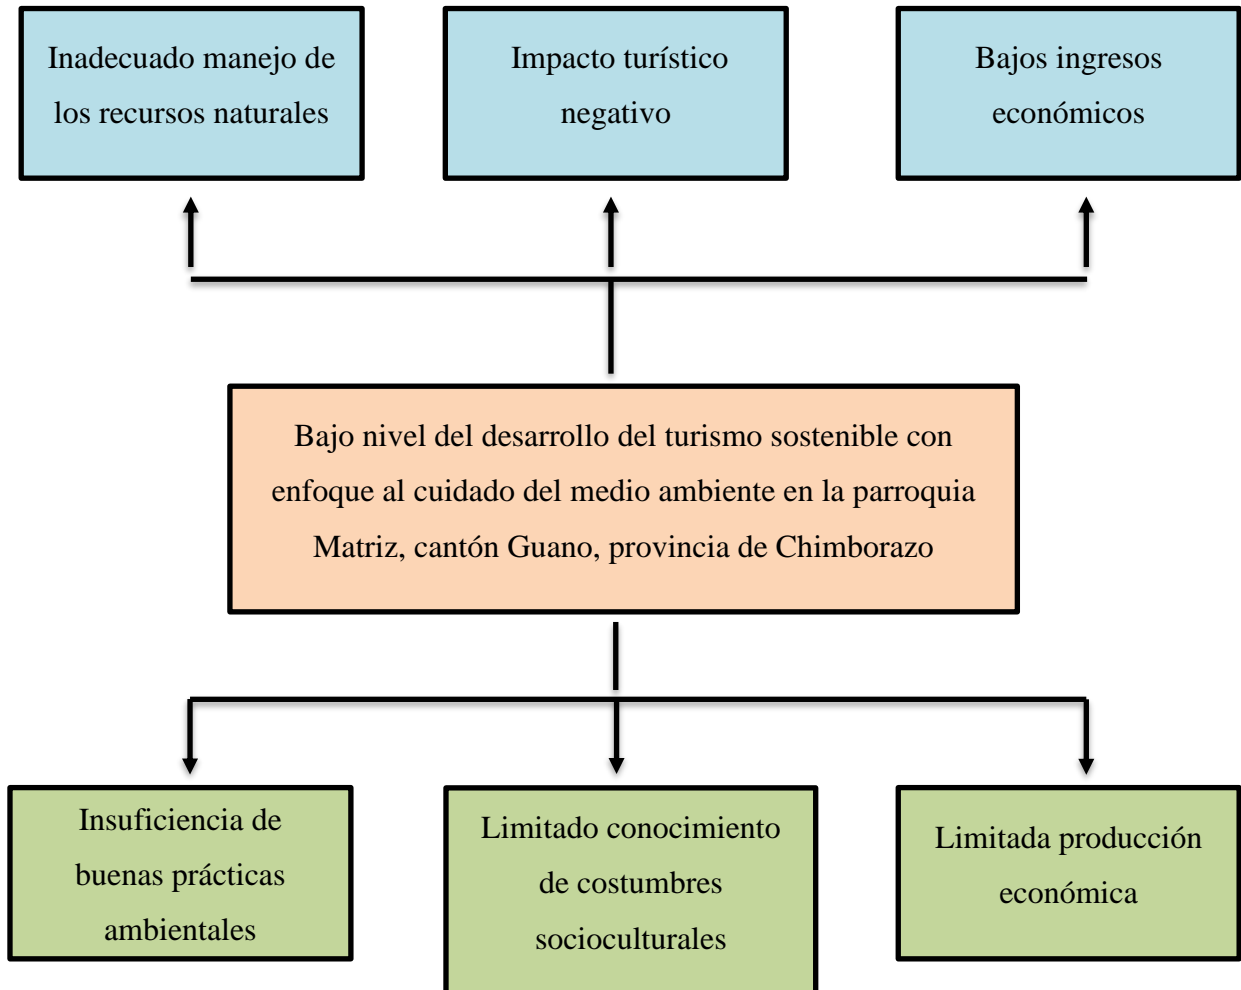 Inadecuado manejo de
los recursos naturales
Impacto turístico
negativo
Bajos ingresos
económicos
Bajo nivel del desarrollo del turismo sostenible con
enfoque al cuidado del medio ambiente en la parroquia
Matriz, cantón Guano, provincia de Chimborazo
Insuficiencia de
buenas prácticas
ambientales
Limitado conocimiento
de costumbres
socioculturales
Limitada producción
económica